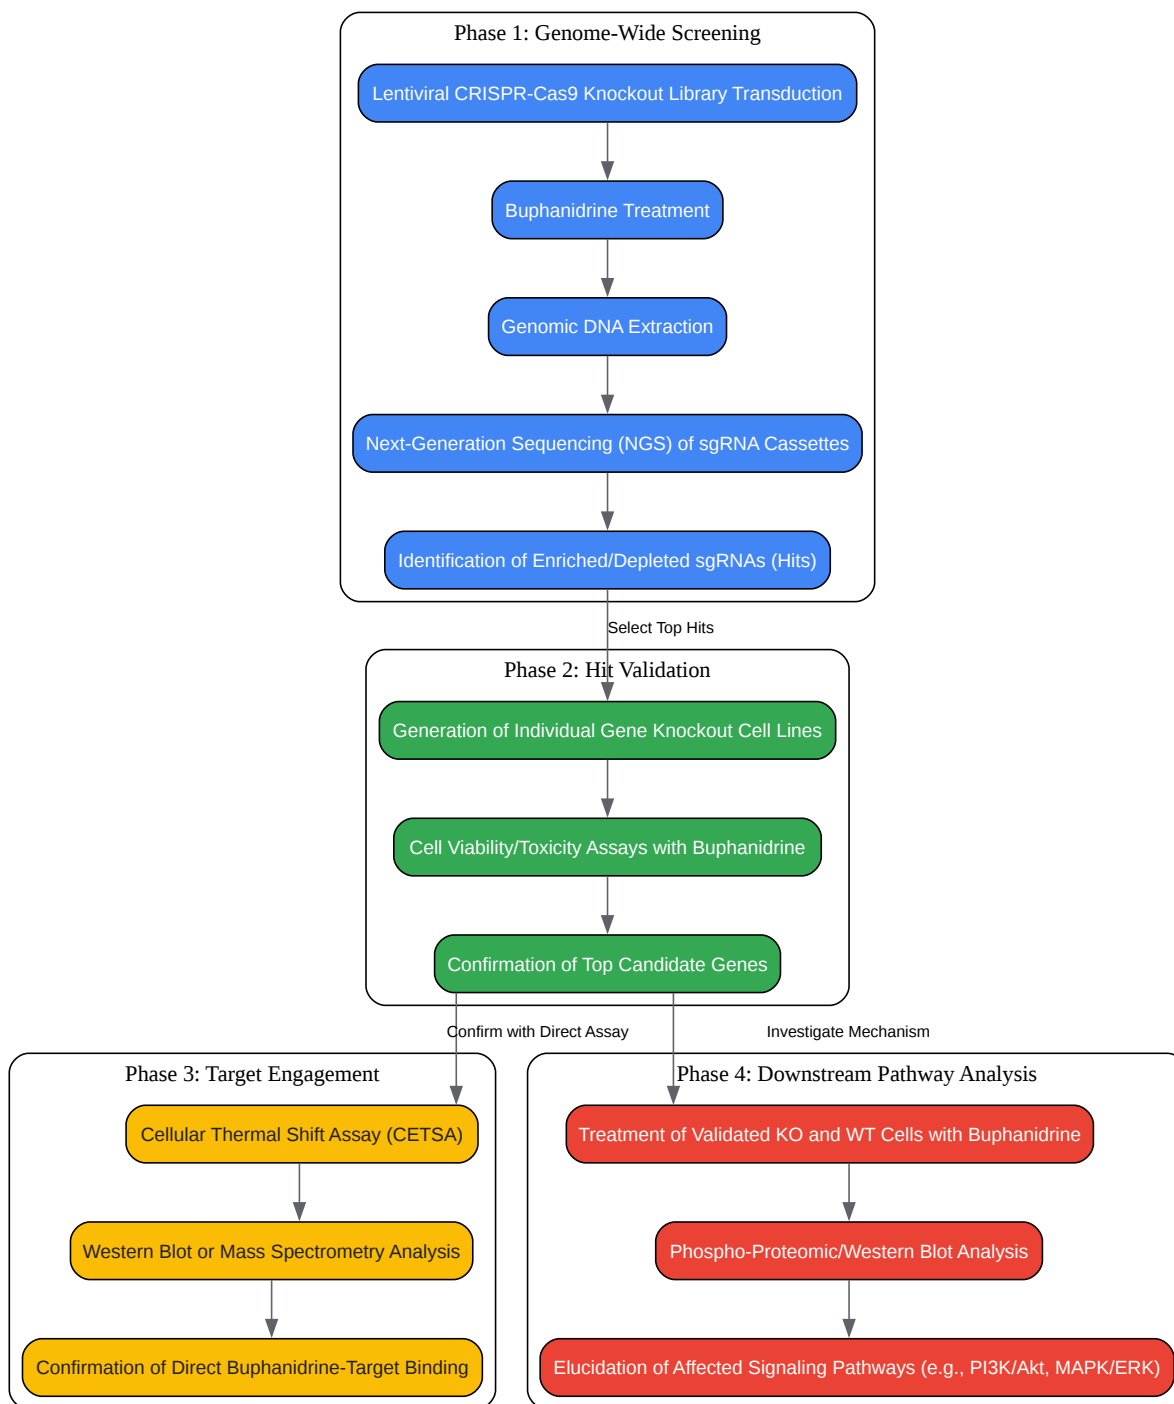 Phase 1: Genome-Wide Screening
Lentiviral CRISPR-Cas9 Knockout Library Transduction
Buphanidrine Treatment
Genomic DNA Extraction
Next-Generation Sequencing (NGS) of sgRNA Cassettes
Identification of Enriched/Depleted sgRNAs (Hits)
Select Top Hits
Phase 2: Hit Validation
Generation of Individual Gene Knockout Cell Lines
Cell Viability/Toxicity Assays with Buphanidrine
Confirmation of Top Candidate Genes
Confirm with Direct Assay
Investigate Mechanism
Phase 3: Target Engagement
Cellular Thermal Shift Assay (CETSA)
Western Blot or Mass Spectrometry Analysis
Confirmation of Direct Buphanidrine-Target Binding
Phase 4: Downstream Pathway Analysis
Treatment of Validated KO and WT Cells with Buphanidrine
Phospho-Proteomic/Western Blot Analysis
Elucidation of Affected Signaling Pathways (e.g., PI3K/Akt, MAPK/ERK)